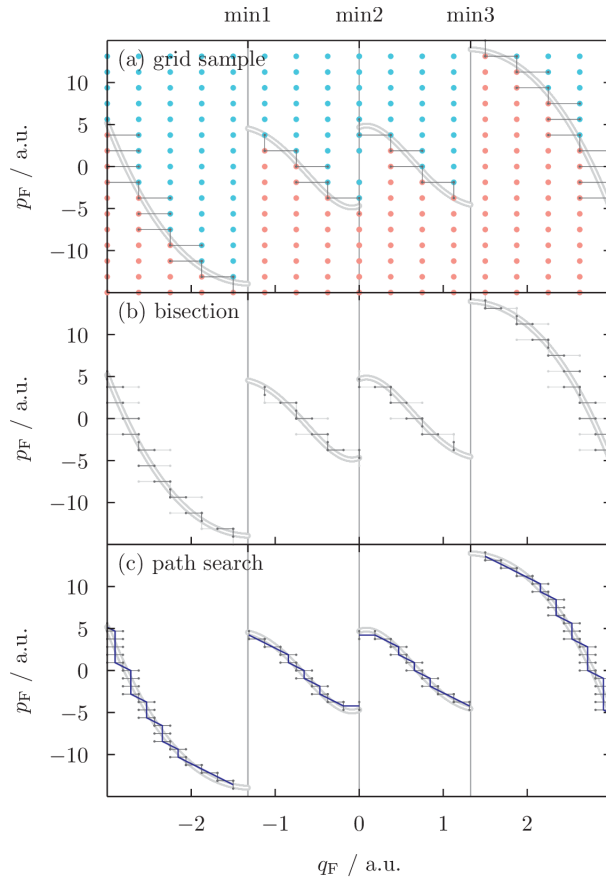 min1 min2 min3
(a) grid sample
10
5
0
−5
−10
pF / a.u.
(b) bisection
10
5
0
−5
−10
pF / a.u.
(c) path search
10
5
0
−5
−10
pF / a.u.
−2 −1 0 1 2
qF / a.u.